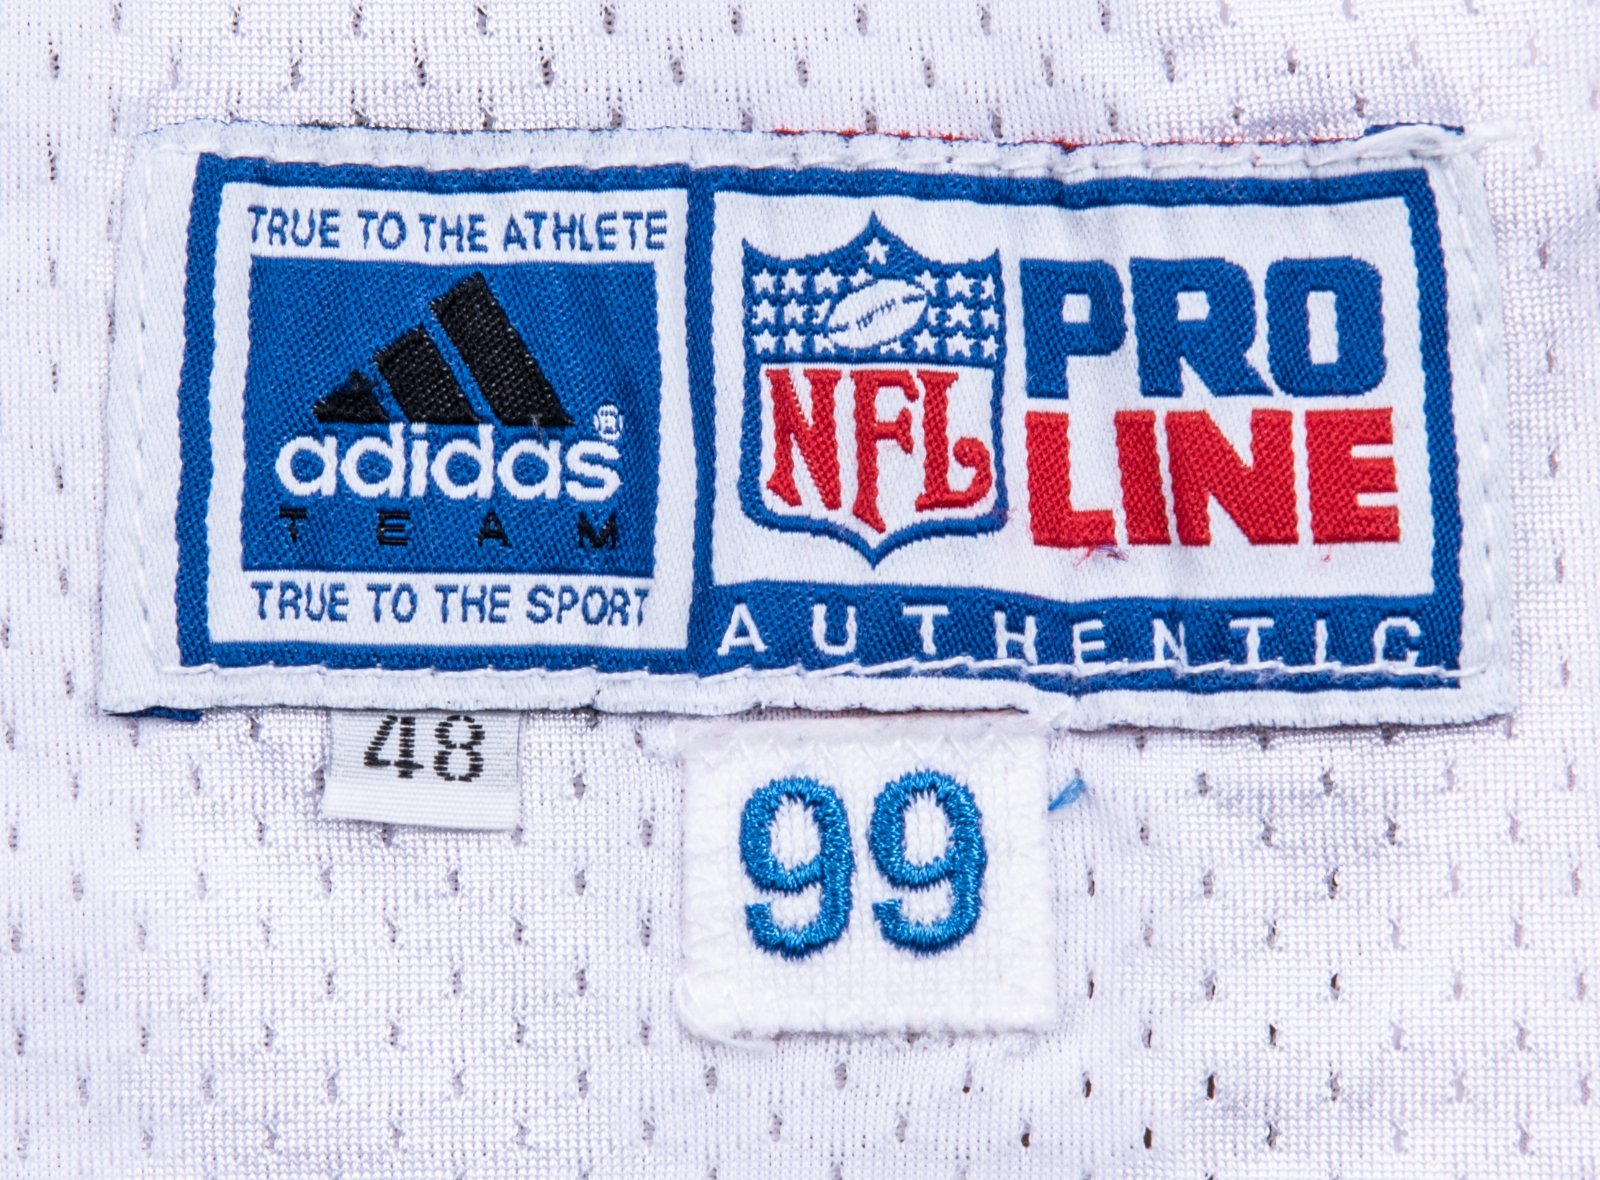 TRUE TO THE ATHLETE
adidas®
TEAM
TRUE TO THE SPORT
NFL
PRO
LINE
AUTHENTIC
48
99